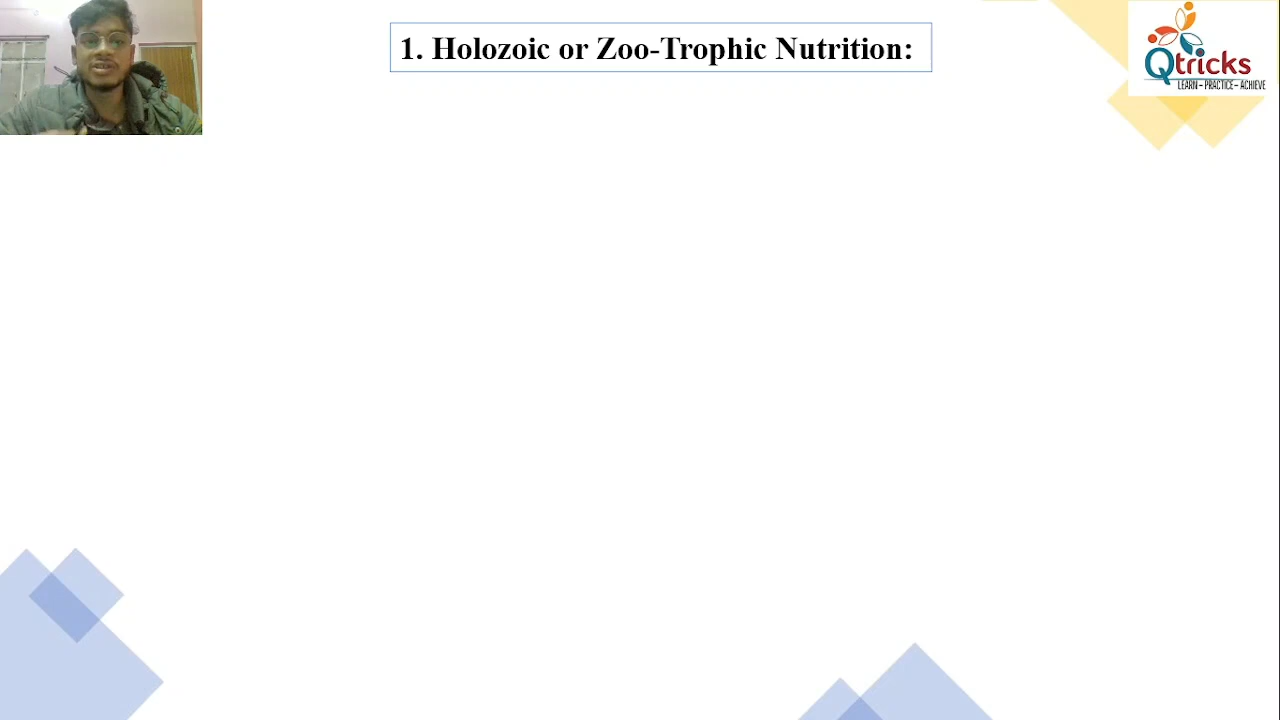 1. Holozoic or Zoo-Trophic Nutrition:
Qtricks
LEARN – PRACTICE – ACHIEVE